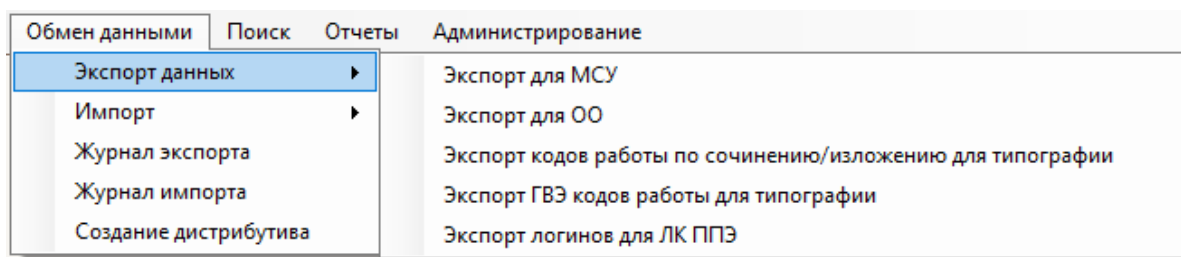 Обмен данными Поиск Отчеты Администрирование
Экспорт данных
Импорт
Журнал экспорта
Журнал импорта
Создание дистрибутива
Экспорт для МСУ
Экспорт для ОО
Экспорт кодов работы по сочинению/изложению для типографии
Экспорт ГВЭ кодов работы для типографии
Экспорт логинов для ЛК ППЭ